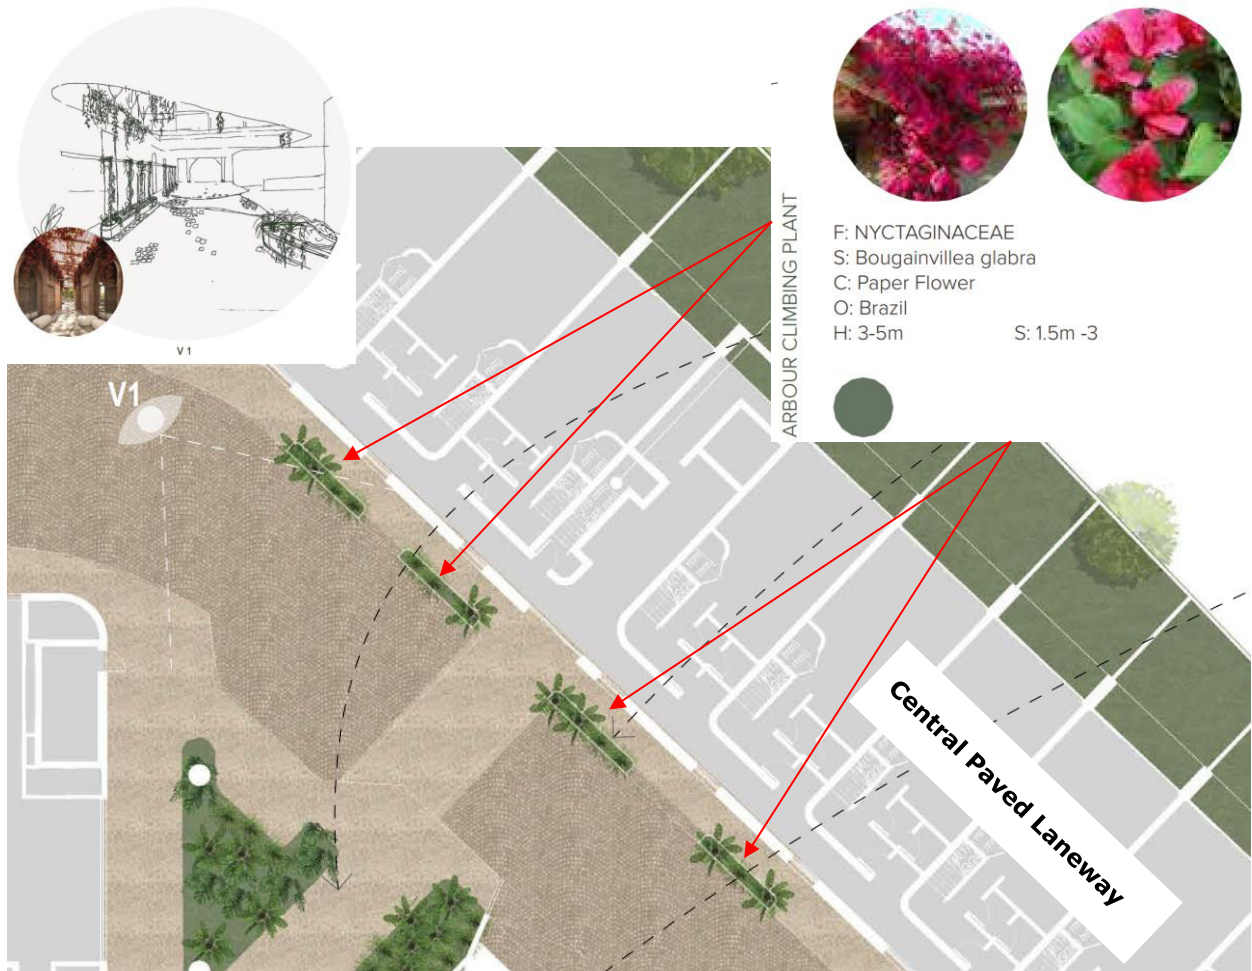 V1
V1
ARBOUR CLIMBING PLANT
F: NYCTAGINACEAE
S: Bougainvillea glabra
C: Paper Flower
O: Brazil
H: 3-5m S: 1.5m -3
Central Paved Laneway